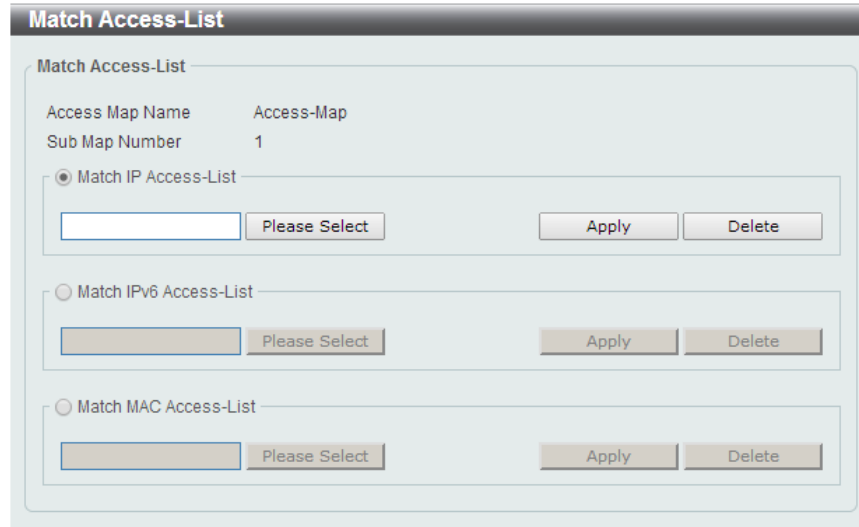 Match Access-List
Match Access-List
Access Map Name Access-Map
Sub Map Number 1
Match IP Access-List
Please Select Apply Delete
Match IPv6 Access-List
Please Select Apply Delete
Match MAC Access-List
Please Select Apply Delete